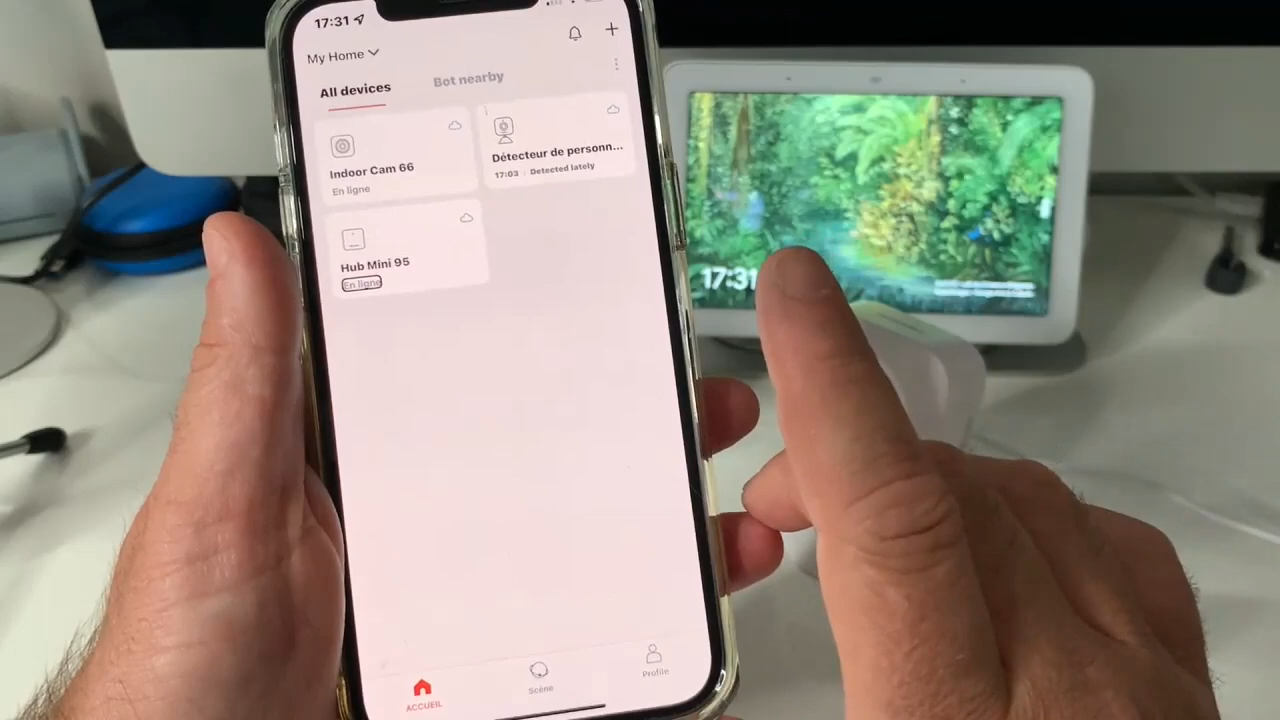 17:31
My Home
All devices
Bot nearby
Indoor Cam 66
En ligne
Détecteur de personn...
17:03 | Detected lately
Hub Mini 95
En ligne
ACCUEIL
Scène
Profile
17:31